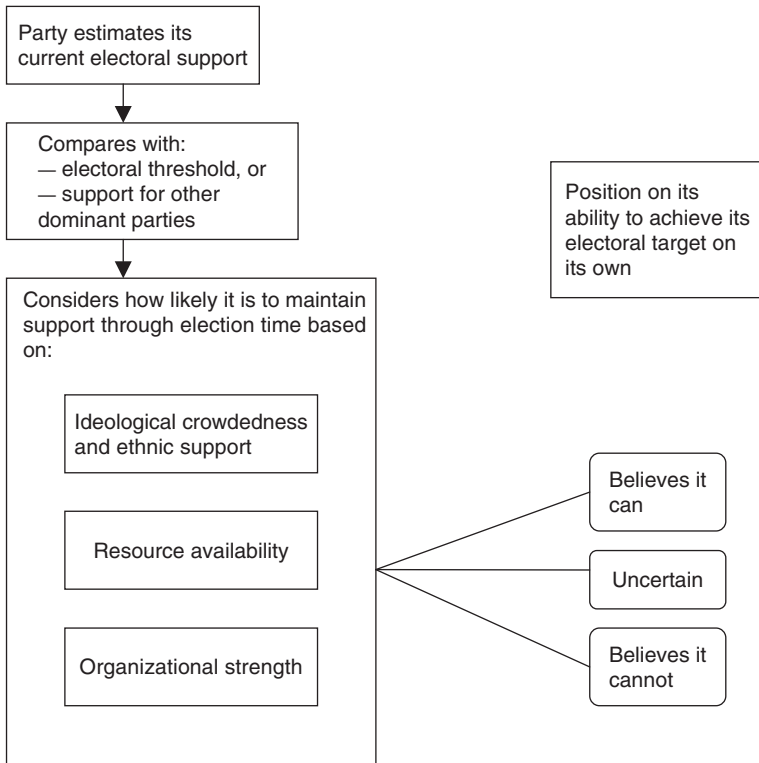 Party estimates its
current electoral support
Compares with:
— electoral threshold, or
— support for other
dominant parties
Considers how likely it is to maintain
support through election time based
on:
Ideological crowdedness
and ethnic support
Resource availability
Organizational strength
Position on its
ability to achieve its
electoral target on
its own
Believes it
can
Uncertain
Believes it
cannot